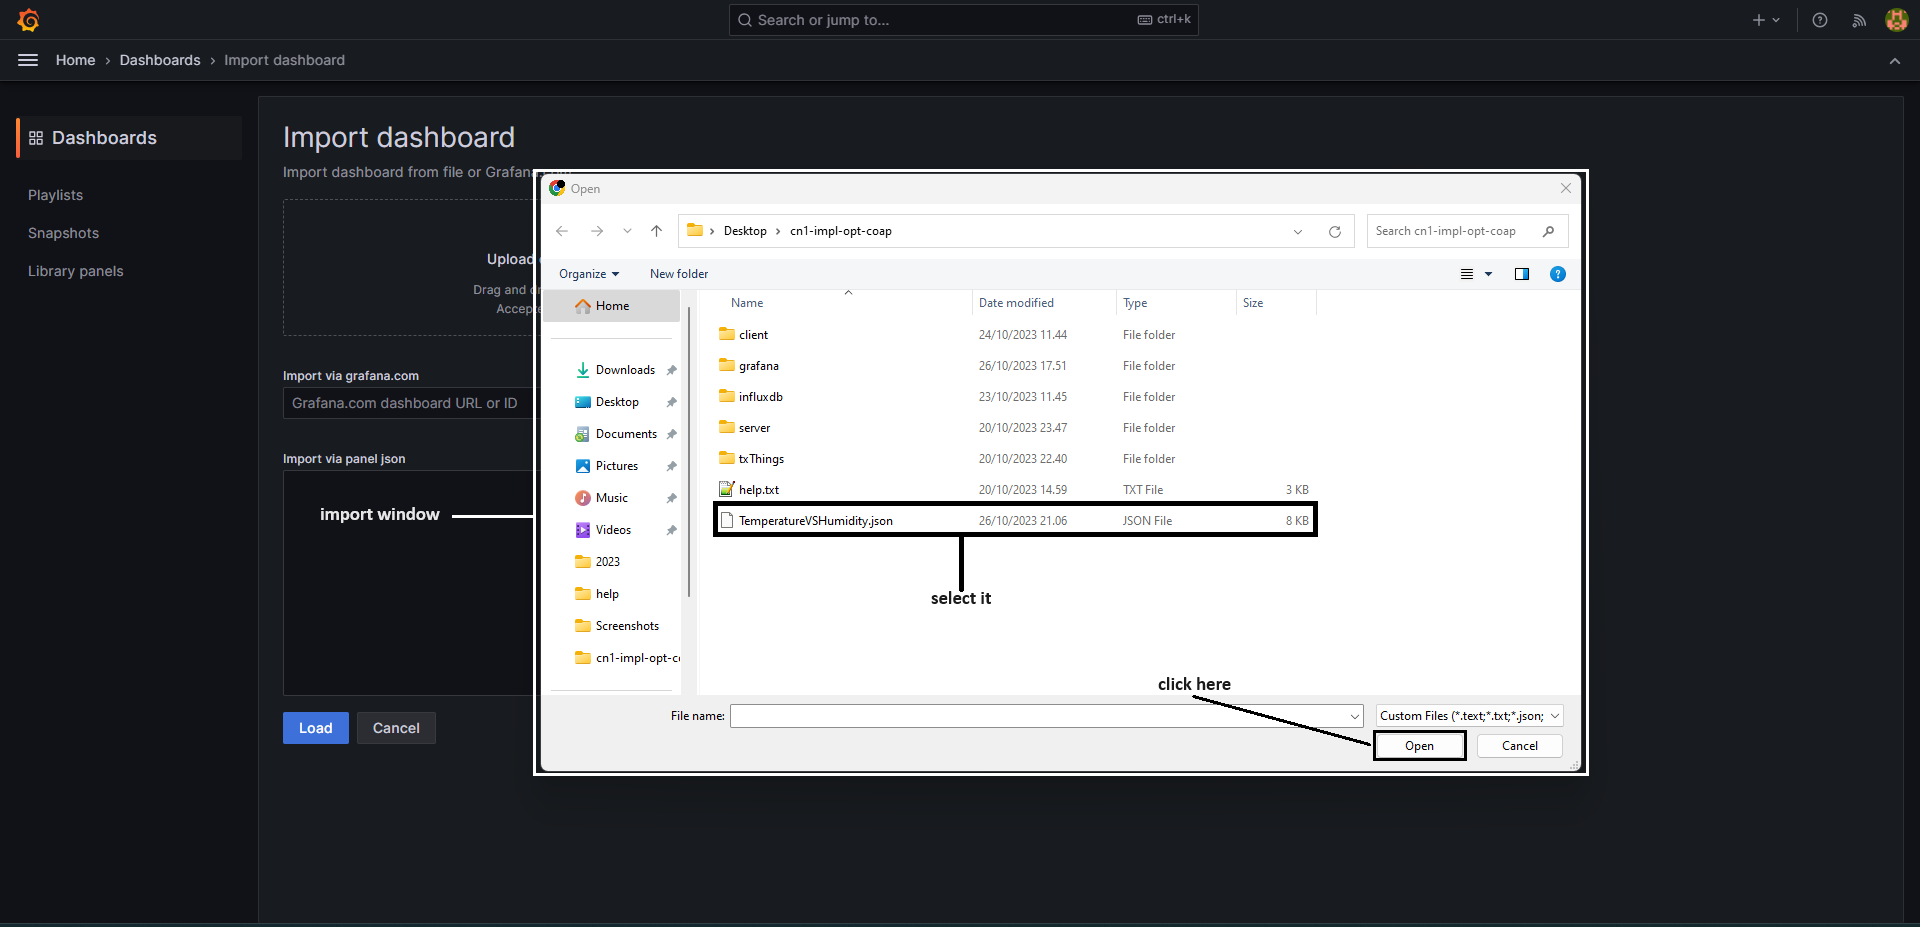 Search or jump to...
ctrl+k
Home › Dashboards › Import dashboard
Dashboards
Playlists
Snapshots
Library panels
Import dashboard
Import dashboard from file or Grafana.
Upload
Drag and dr
Accepte
Import via grafana.com
Grafana.com dashboard URL or ID
Import via panel json
import window
Load
Cancel
Open
Desktop › cn1-impl-opt-coap
Search cn1-impl-opt-coap
Organize
New folder
Home
Downloads
Desktop
Documents
Pictures
Music
Videos
2023
help
Screenshots
cn1-impl-opt-co
Name Date modified Type Size
client 24/10/2023 11.44 File folder
grafana 26/10/2023 17.51 File folder
influxdb 23/10/2023 11.45 File folder
server 20/10/2023 23.47 File folder
txThings 20/10/2023 22.40 File folder
help.txt 20/10/2023 14.59 TXT File 3 KB
TemperatureVSHumidity.json 26/10/2023 21.06 JSON File 8 KB
select it
click here
File name:
Custom Files (*.text;*.txt;*.json;
Open
Cancel